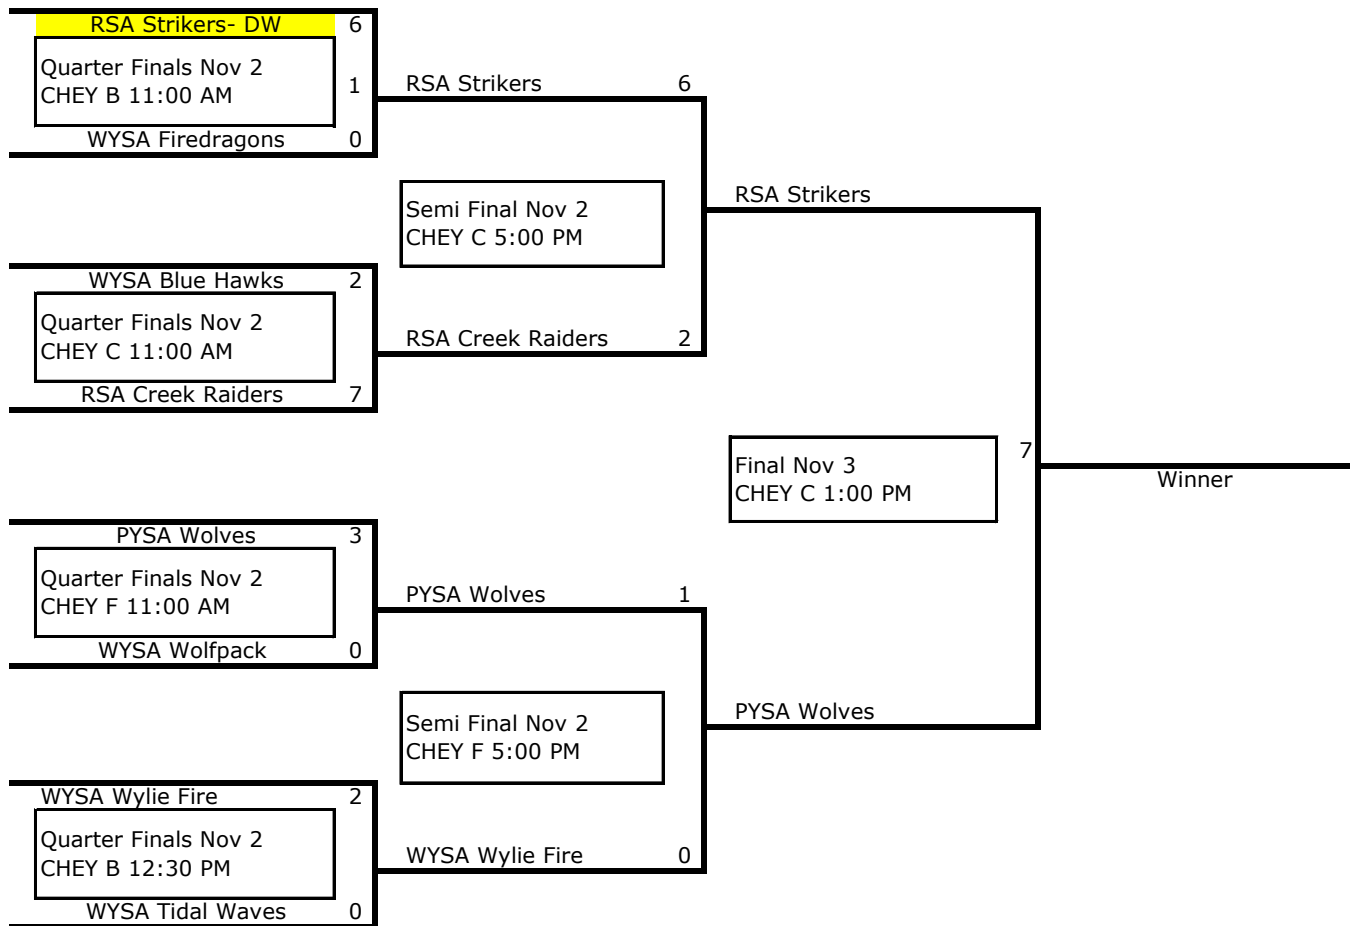 RSA Strikers- DW 6
Quarter Finals Nov 2
CHEY B 11:00 AM
1
WYSA Firedragons 0
RSA Strikers 6
Semi Final Nov 2
CHEY C 5:00 PM
RSA Strikers
WYSA Blue Hawks 2
Quarter Finals Nov 2
CHEY C 11:00 AM
RSA Creek Raiders 7
RSA Creek Raiders 2
Final Nov 3
CHEY C 1:00 PM
7
Winner
PYSA Wolves 3
Quarter Finals Nov 2
CHEY F 11:00 AM
WYSA Wolfpack 0
PYSA Wolves 1
Semi Final Nov 2
CHEY F 5:00 PM
PYSA Wolves
WYSA Wylie Fire 2
Quarter Finals Nov 2
CHEY B 12:30 PM
WYSA Tidal Waves 0
WYSA Wylie Fire 0